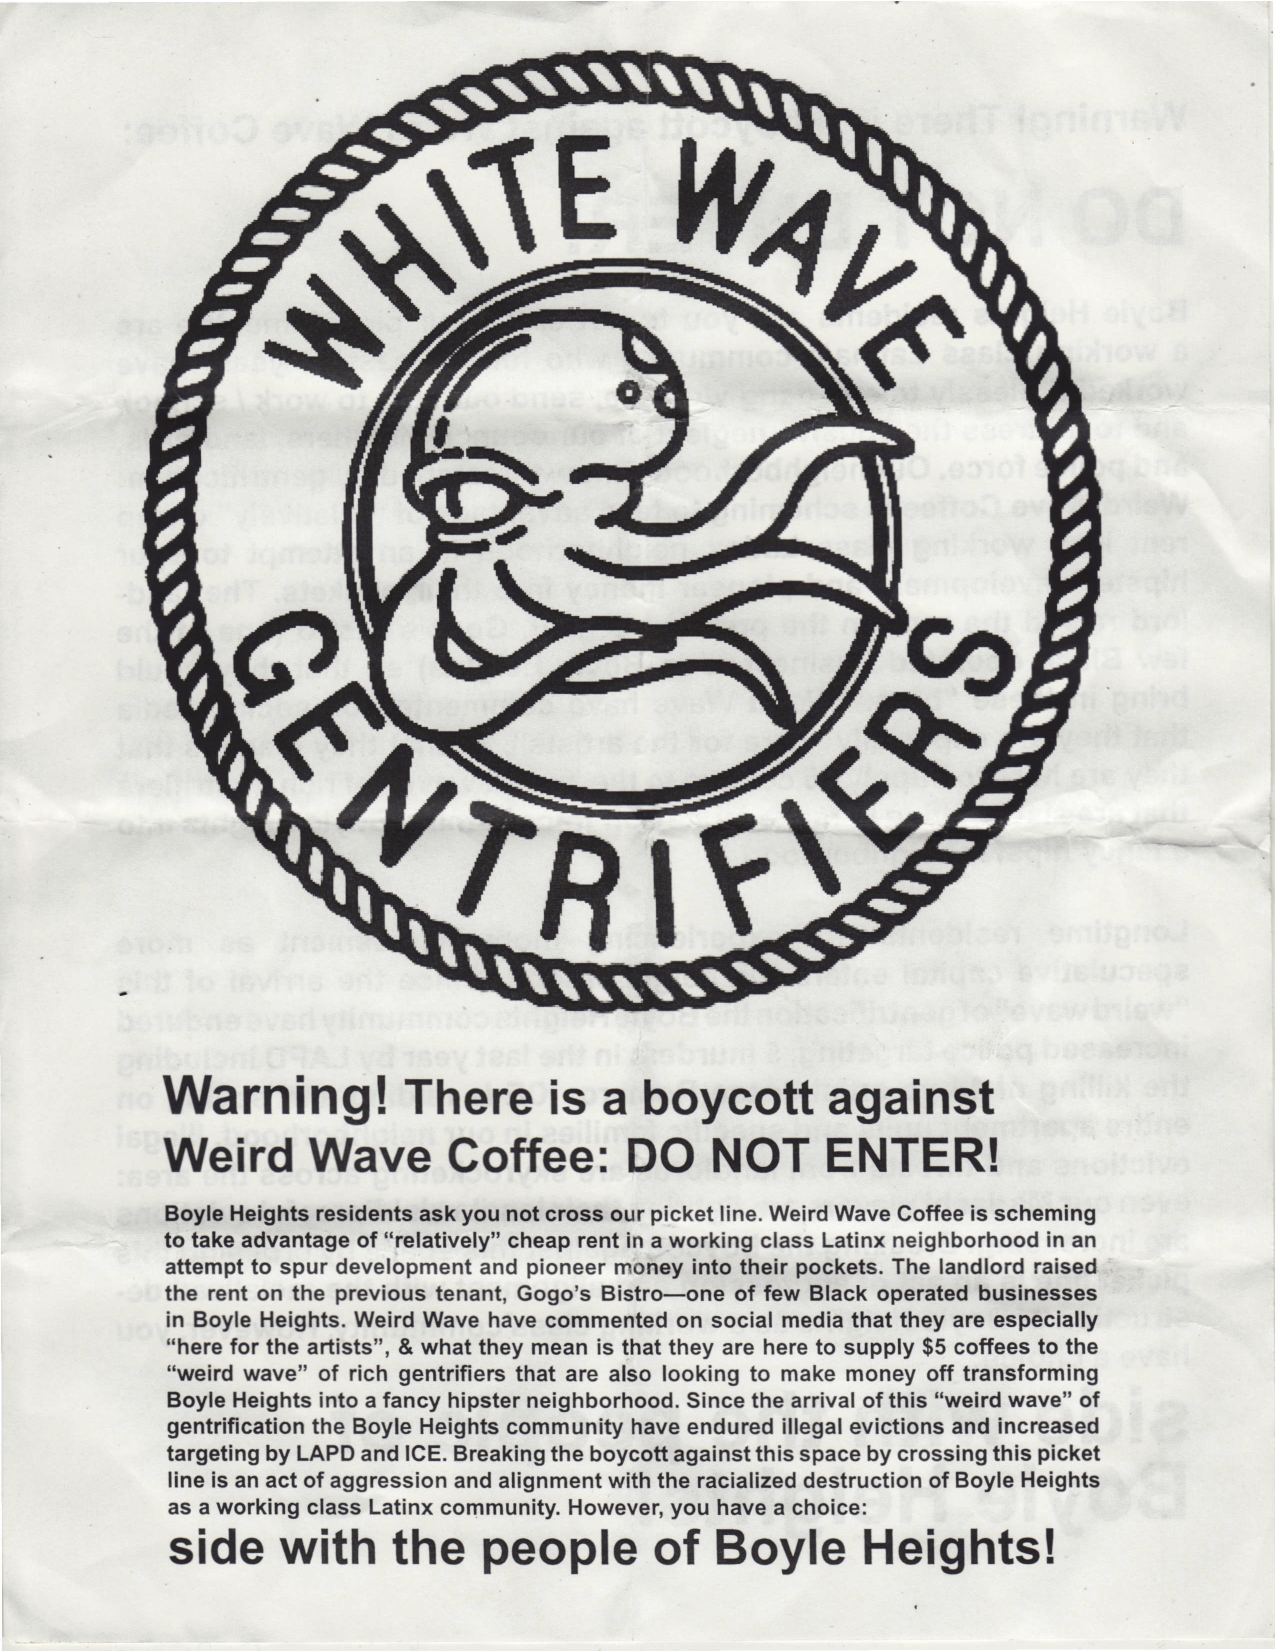 WHITE WAVE
GENTRIFIERS
Warning! There is a boycott against
Weird Wave Coffee: DO NOT ENTER!
Boyle Heights residents ask you not cross our picket line. Weird Wave Coffee is scheming
to take advantage of “relatively” cheap rent in a working class Latinx neighborhood in an
attempt to spur development and pioneer money into their pockets. The landlord raised
the rent on the previous tenant, Gogo’s Bistro—one of few Black operated businesses
in Boyle Heights. Weird Wave have commented on social media that they are especially
“here for the artists”, & what they mean is that they are here to supply $5 coffees to the
“weird wave” of rich gentrifiers that are also looking to make money off transforming
Boyle Heights into a fancy hipster neighborhood. Since the arrival of this “weird wave” of
gentrification the Boyle Heights community have endured illegal evictions and increased
targeting by LAPD and ICE. Breaking the boycott against this space by crossing this picket
line is an act of aggression and alignment with the racialized destruction of Boyle Heights
as a working class Latinx community. However, you have a choice:
side with the people of Boyle Heights!